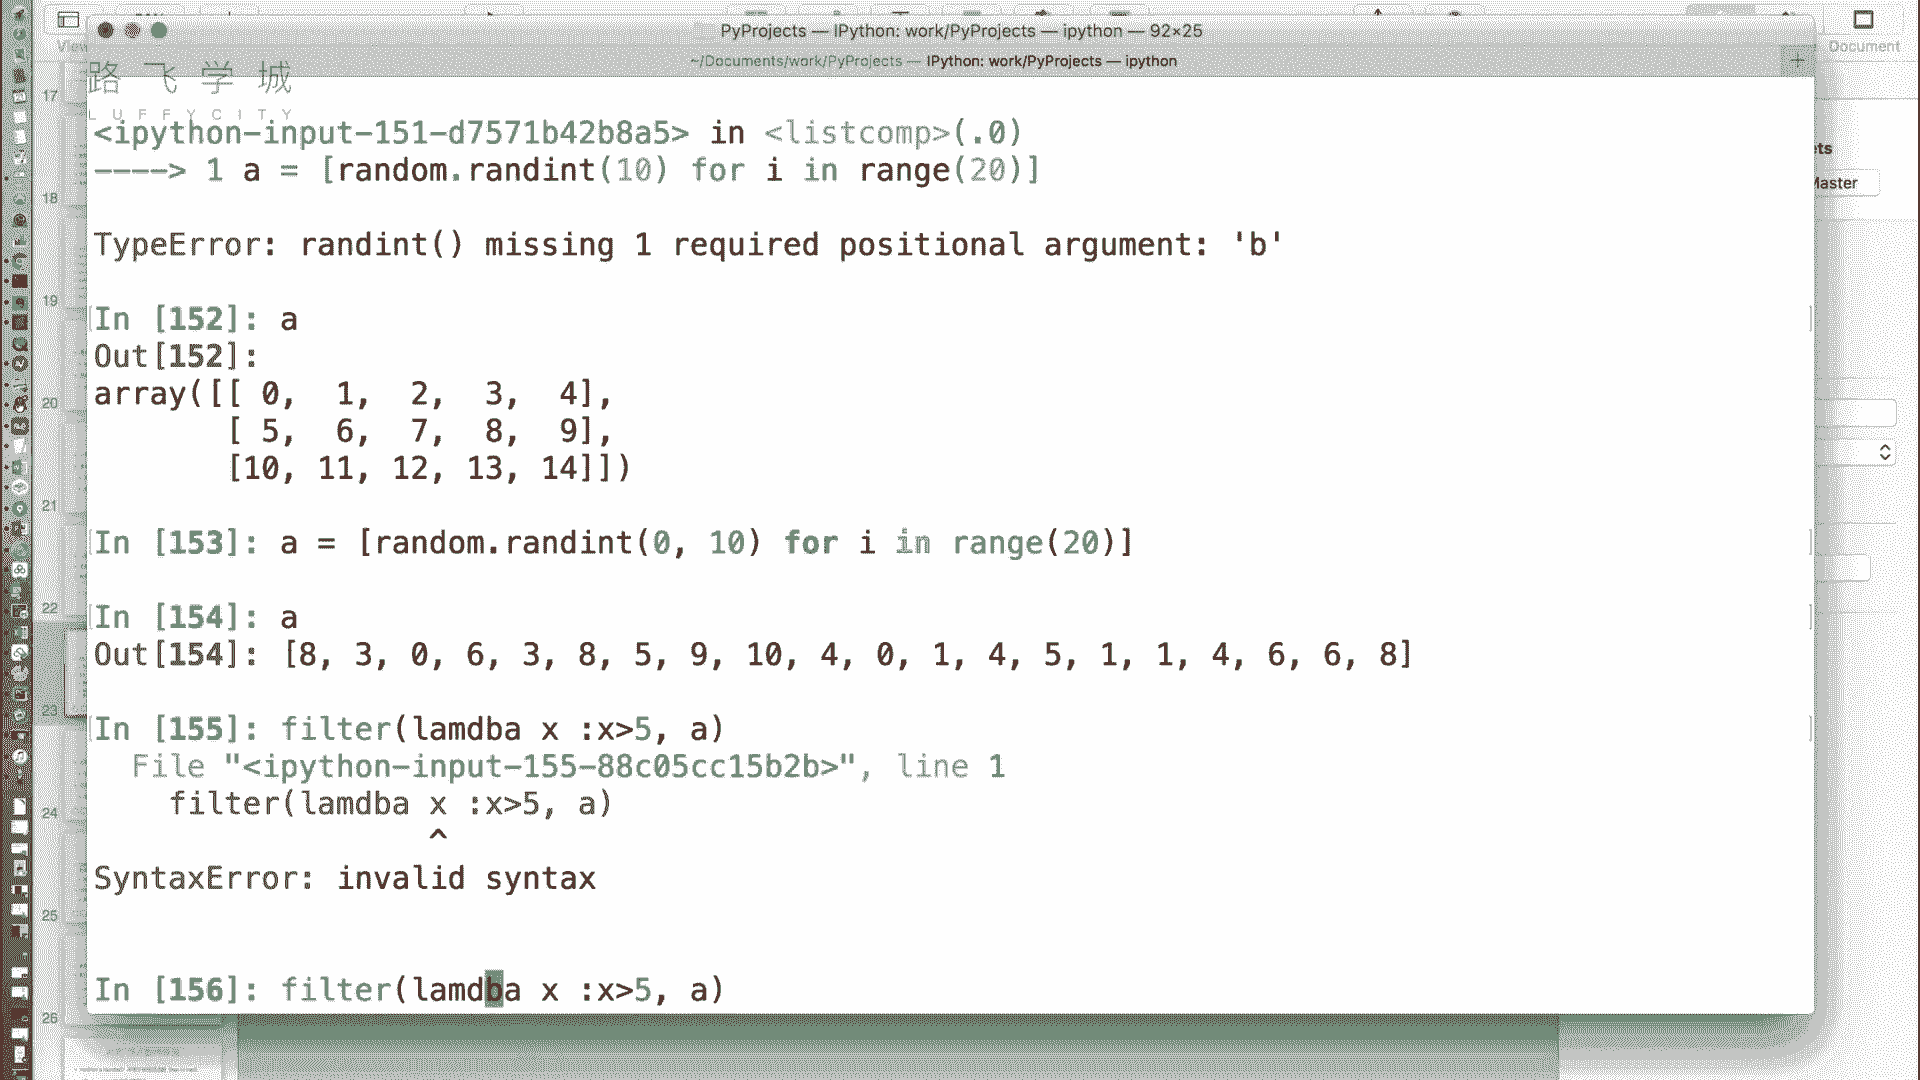 PyProjects — IPython: work/PyProjects — ipython — 92×25
~/Documents/work/PyProjects — IPython: work/PyProjects — ipython
View
Document
路飞学城
LUFFYCITY
<ipython-input-151-d7571b42b8a5> in <listcomp>(.0)
----> 1 a = [random.randint(10) for i in range(20)]
TypeError: randint() missing 1 required positional argument: 'b'
In [152]: a
Out[152]:
array([[ 0,  1,  2,  3,  4],
[ 5,  6,  7,  8,  9],
[10, 11, 12, 13, 14]])
In [153]: a = [random.randint(0, 10) for i in range(20)]
In [154]: a
Out[154]: [8, 3, 0, 6, 3, 8, 5, 9, 10, 4, 0, 1, 4, 5, 1, 1, 4, 6, 6, 8]
In [155]: filter(lamdba x :x>5, a)
File "<ipython-input-155-88c05cc15b2b>", line 1
filter(lamdba x :x>5, a)
^
SyntaxError: invalid syntax
In [156]: filter(lamdba x :x>5, a)
17
18
19
20
21
22
23
24
25
26